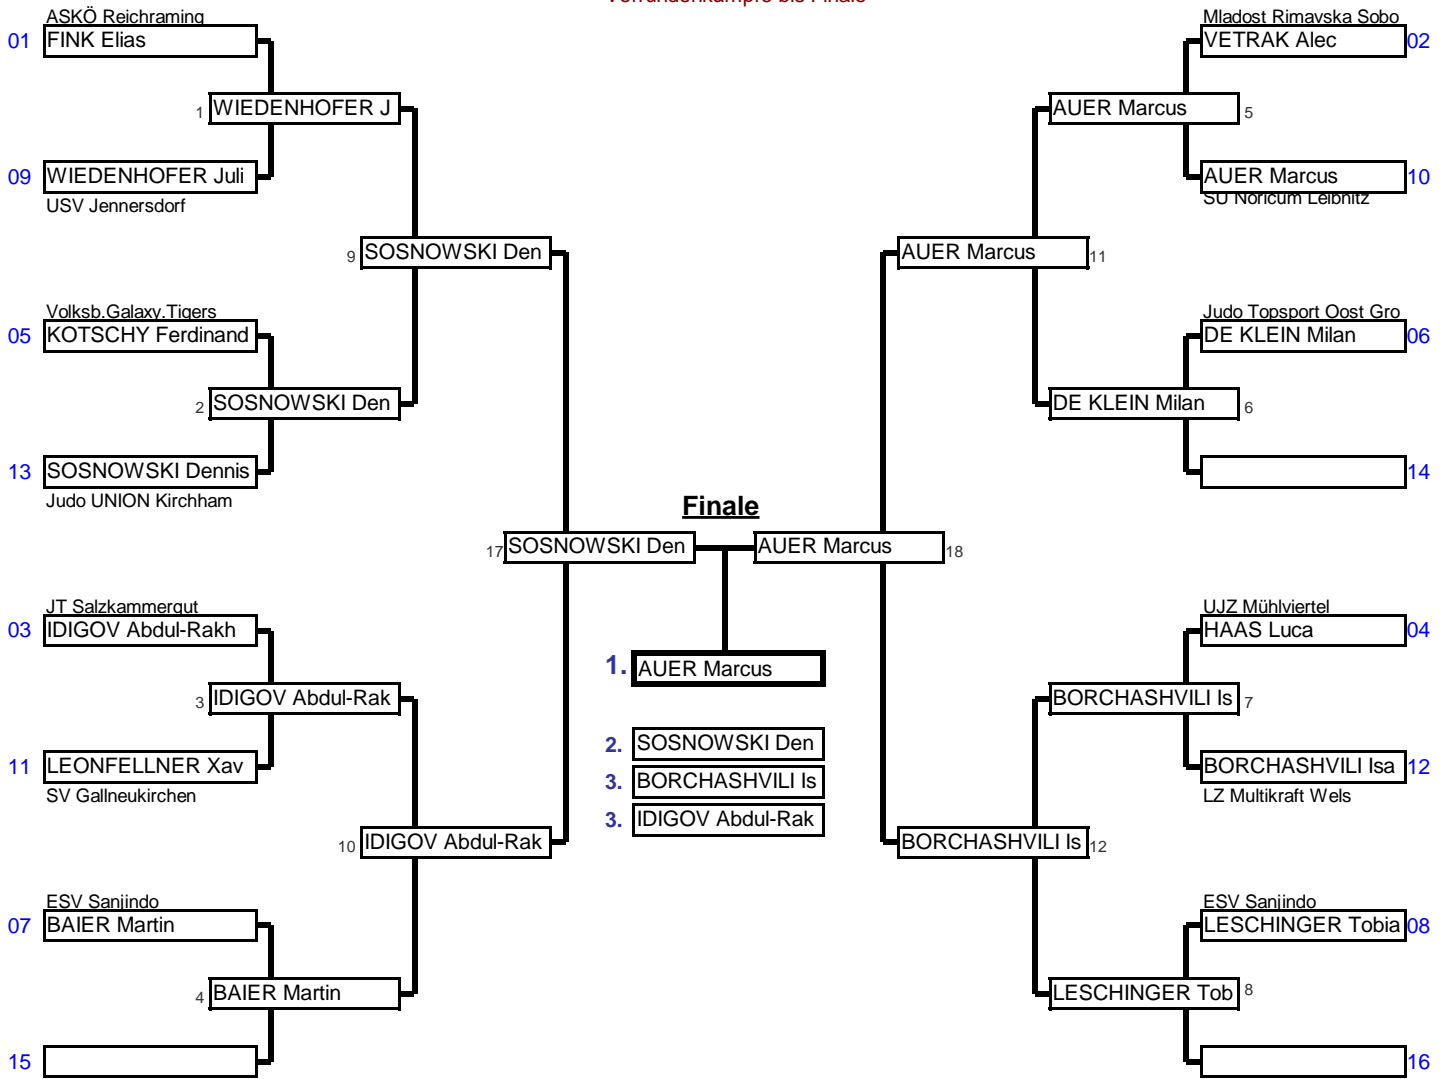 Vorrundenkämpfe bis Finale
ASKÖ Reichraming
01 FINK Elias
1 WIEDENHOFER J
09 WIEDENHOFER Juli
USV Jennersdorf
9 SOSNOWSKI Den
Volksb.Galaxy.Tigers
05 KOTSCHY Ferdinand
2 SOSNOWSKI Den
13 SOSNOWSKI Dennis
Judo UNION Kirchham
17 SOSNOWSKI Den
JT Salzkammergut
03 IDIGOV Abdul-Rakh
3 IDIGOV Abdul-Rak
11 LEONFELLNER Xav
SV Gallneukirchen
10 IDIGOV Abdul-Rak
ESV Sanjindo
07 BAIER Martin
4 BAIER Martin
15
Finale
1. AUER Marcus
2. SOSNOWSKI Den
3. BORCHASHVILI Is
3. IDIGOV Abdul-Rak
Mladost Rimavska Sobo
VETRAK Alec 02
AUER Marcus 5
AUER Marcus 10
SU Noricum Leibnitz
AUER Marcus 11
Judo Topsport Oost Gro
DE KLEIN Milan 06
DE KLEIN Milan 6
14
AUER Marcus 18
UJZ Mühlviertel
HAAS Luca 04
BORCHASHVILI Is 7
BORCHASHVILI Isa 12
LZ Multikraft Wels
BORCHASHVILI Is 12
ESV Sanjindo
LESCHINGER Tobia 08
LESCHINGER Tob 8
16